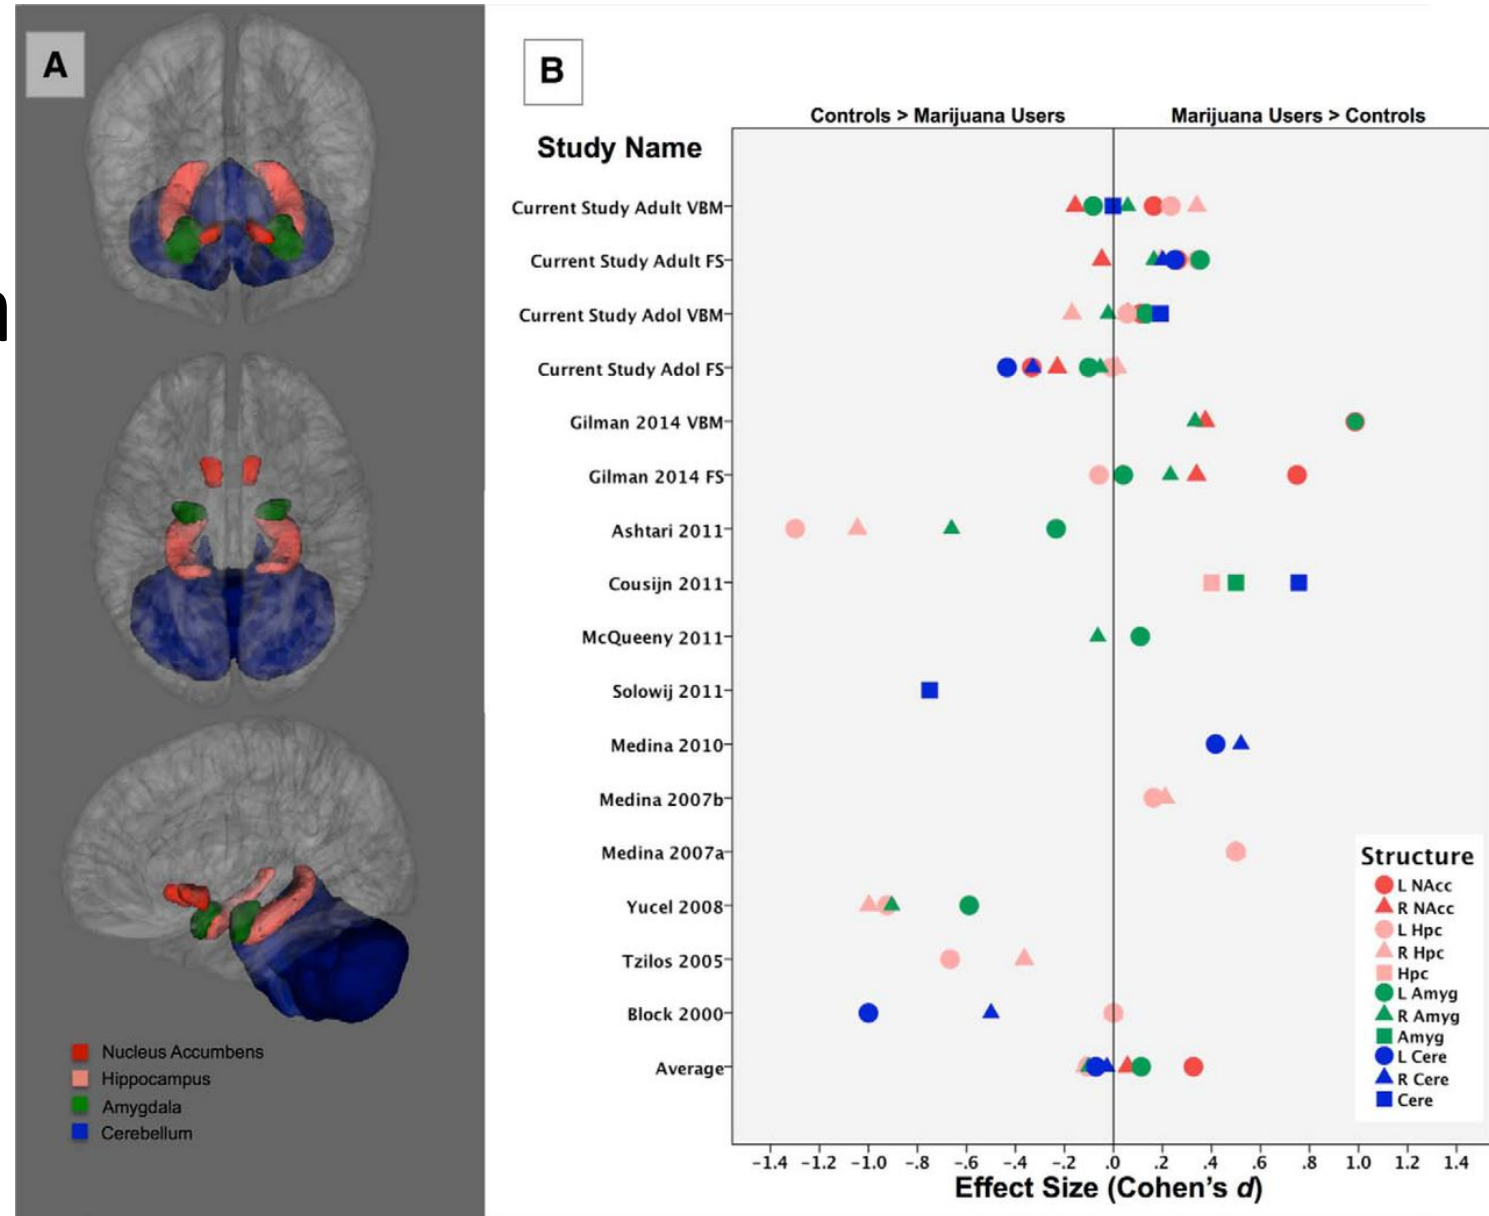 A
Nucleus Accumbens
Hippocampus
Amygdala
Cerebellum
B
Controls > Marijuana Users
Marijuana Users > Controls
Study Name
Current Study Adult VBM
Current Study Adult FS
Current Study Adol VBM
Current Study Adol FS
Gilman 2014 VBM
Gilman 2014 FS
Ashtari 2011
Cousijn 2011
McQueeny 2011
Solowij 2011
Medina 2010
Medina 2007b
Medina 2007a
Yucel 2008
Tzilos 2005
Block 2000
Average
Structure
L NAcc
R NAcc
L Hpc
R Hpc
Hpc
L Amyg
R Amyg
Amyg
L Cere
R Cere
Cere
-1.4 -1.2 -1.0 -.8 -.6 -.4 -.2 .0 .2 .4 .6 .8 1.0 1.2 1.4
Effect Size (Cohen's d)